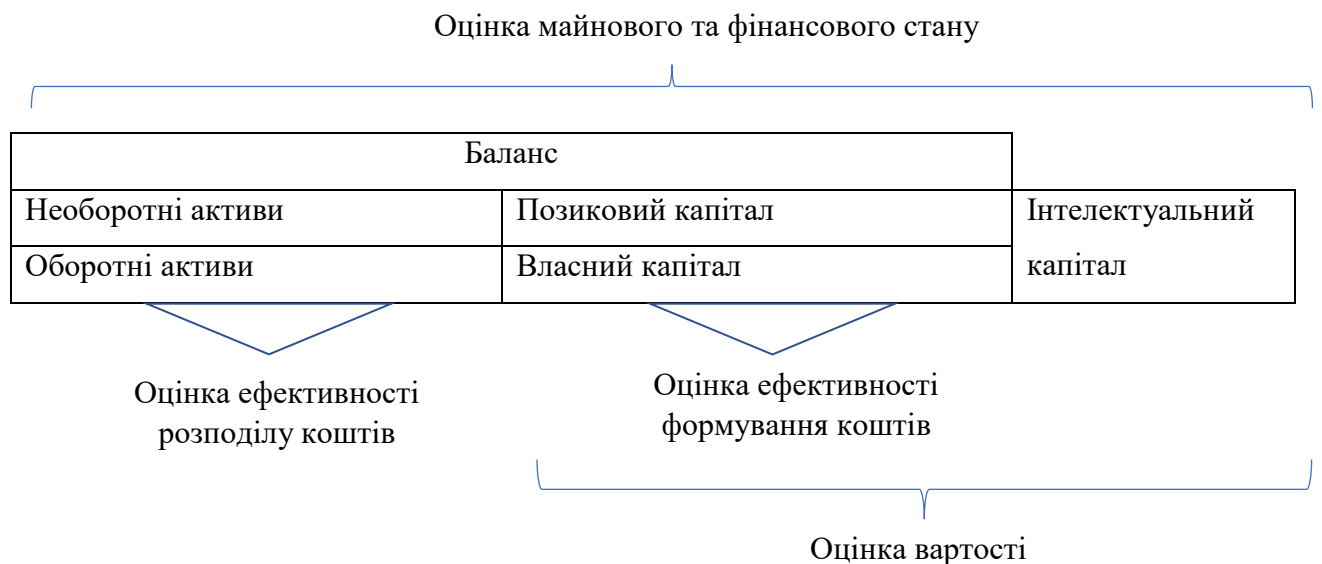 Оцінка майнового та фінансового стану
Баланс
Необоротні активи
Позиковий капітал
Інтелектуальний
капітал
Оборотні активи
Власний капітал
Оцінка ефективності
розподілу коштів
Оцінка ефективності
формування коштів
Оцінка вартості